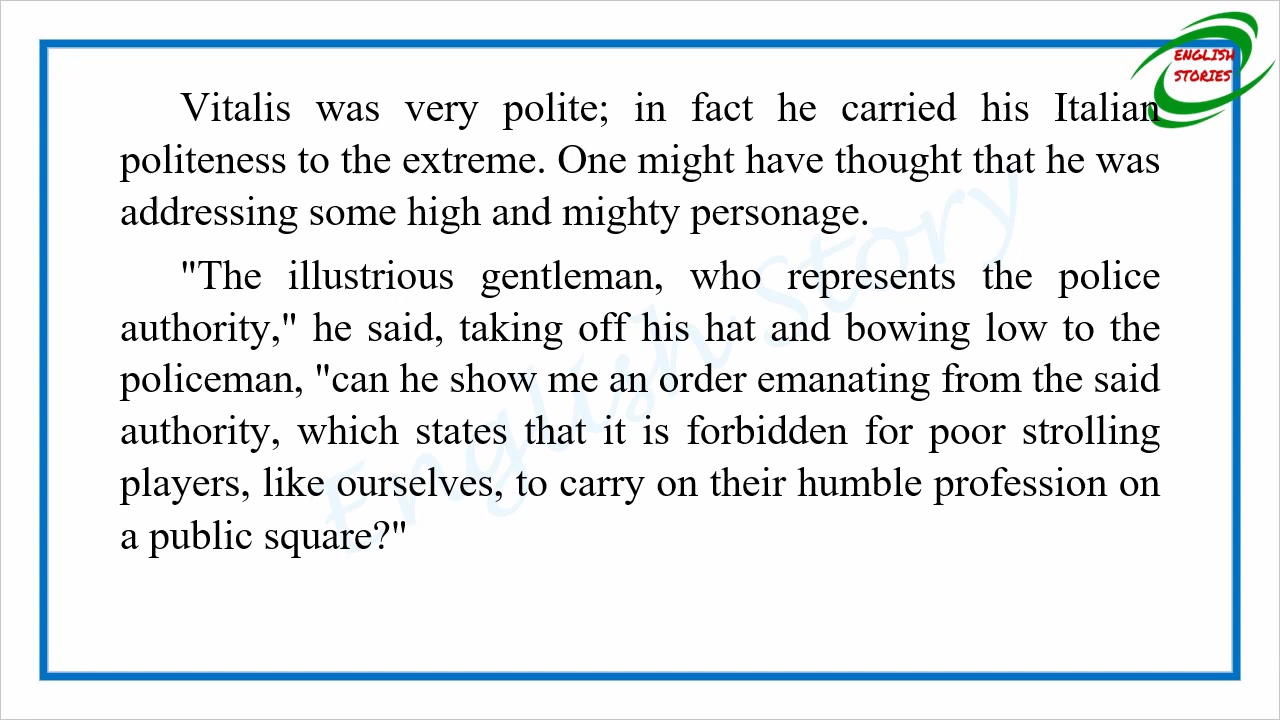 ENGLISH
STORIES
Vitalis was very polite; in fact he carried his Italian
politeness to the extreme. One might have thought that he was
addressing some high and mighty personage.
"The illustrious gentleman, who represents the police
authority," he said, taking off his hat and bowing low to the
policeman, "can he show me an order emanating from the said
authority, which states that it is forbidden for poor strolling
players, like ourselves, to carry on their humble profession on
a public square?"
English Story